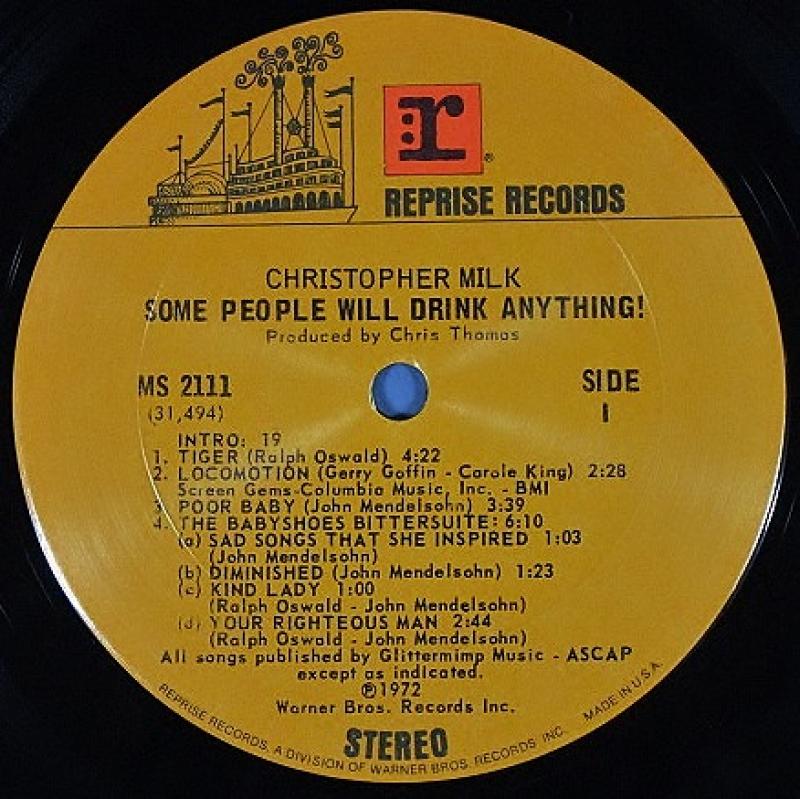 r
®
REPRISE RECORDS
CHRISTOPHER MILK
SOME PEOPLE WILL DRINK ANYTHING!
Produced by Chris Thomas
MS 2111
(31,494)
SIDE
1
INTRO: 19
1. TIGER (Ralph Oswald) 4:22
2. LOCOMOTION (Gerry Goffin - Carole King) 2:28
Screen Gems-Columbia Music, Inc. - BMI
3. POOR BABY (John Mendelsohn) 3:39
4. THE BABYSHOES BITTERSUITE: 6:10
(a) SAD SONGS THAT SHE INSPIRED 1:03
(John Mendelsohn)
(b) DIMINISHED (John Mendelsohn) 1:23
(c) KIND LADY 1:00
(Ralph Oswald - John Mendelsohn)
(d) YOUR RIGHTEOUS MAN 2:44
(Ralph Oswald - John Mendelsohn)
All songs published by Glittermimp Music - ASCAP
except as indicated.
℗1972
Warner Bros. Records Inc.
STEREO
REPRISE RECORDS, A DIVISION OF WARNER BROS. RECORDS, INC. MADE IN U.S.A.